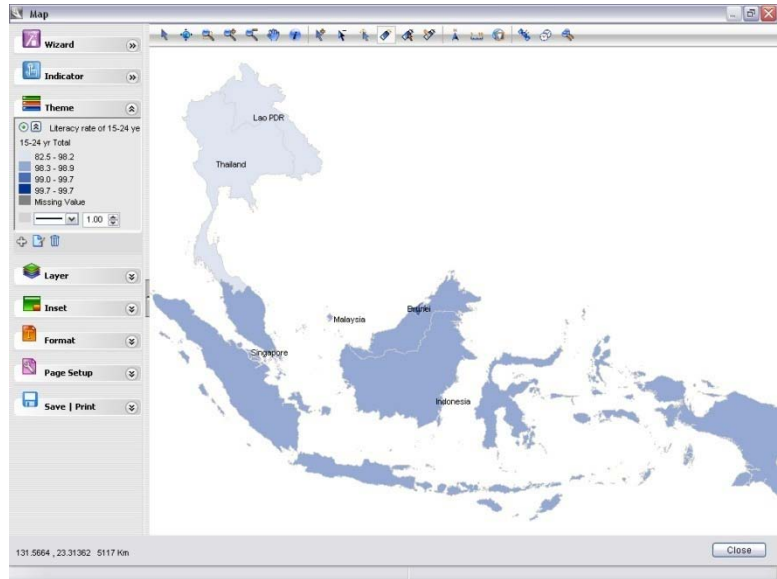 Map
Wizard
Indicator
Theme
Literacy rate of 15-24 ye
15-24 yr Total
82.5 - 98.2
98.3 - 98.9
99.0 - 99.7
99.7 - 99.7
Missing Value
1.00
Layer
Inset
Format
Page Setup
Save | Print
Lao PDR
Thailand
Malaysia
Brunei
Singapore
Indonesia
131.5664 , 23.31362 5117 Km
Close